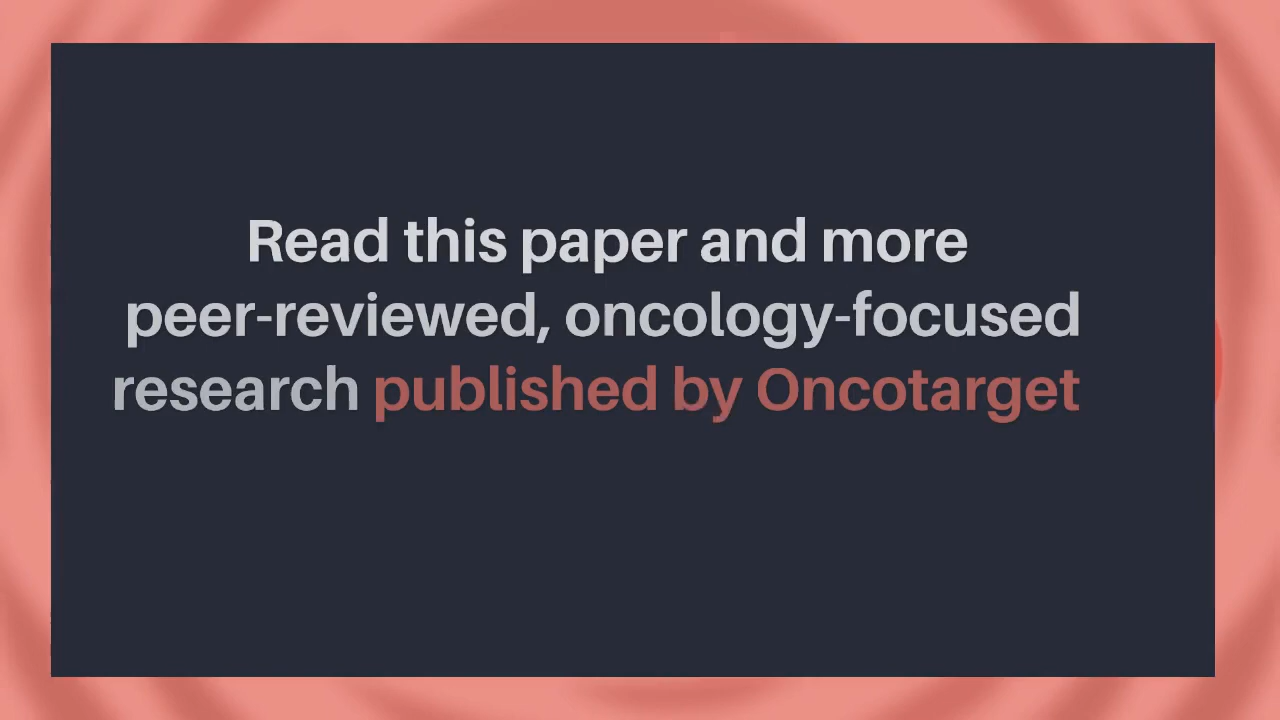 Read this paper and more
peer-reviewed, oncology-focused
research published by Oncotarget